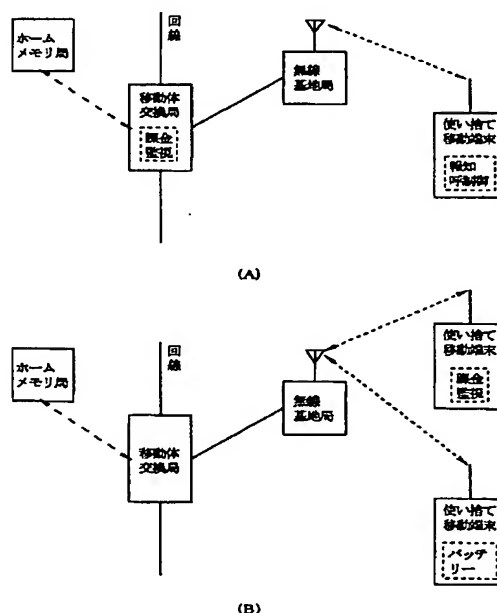 ホーム
メモリ局
回
線
移動体
交換局
課金
監視
無線
基地局
使い捨て
移動端末
報知
呼制御
(A)
ホーム
メモリ局
回
線
移動体
交換局
無線
基地局
使い捨て
移動端末
課金
監視
使い捨て
移動端末
バッテ
リー
(B)